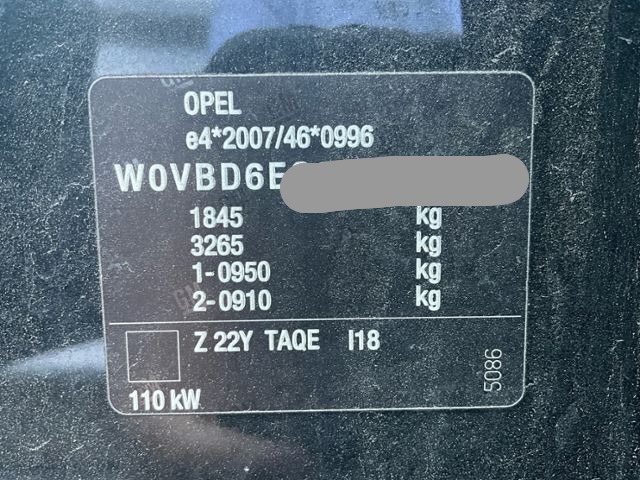 OPEL
e4*2007/46*0996
W0VBD6E
1845 kg
3265 kg
1-0950 kg
2-0910 kg
Z 22Y TAQE I18
5086
110 kW